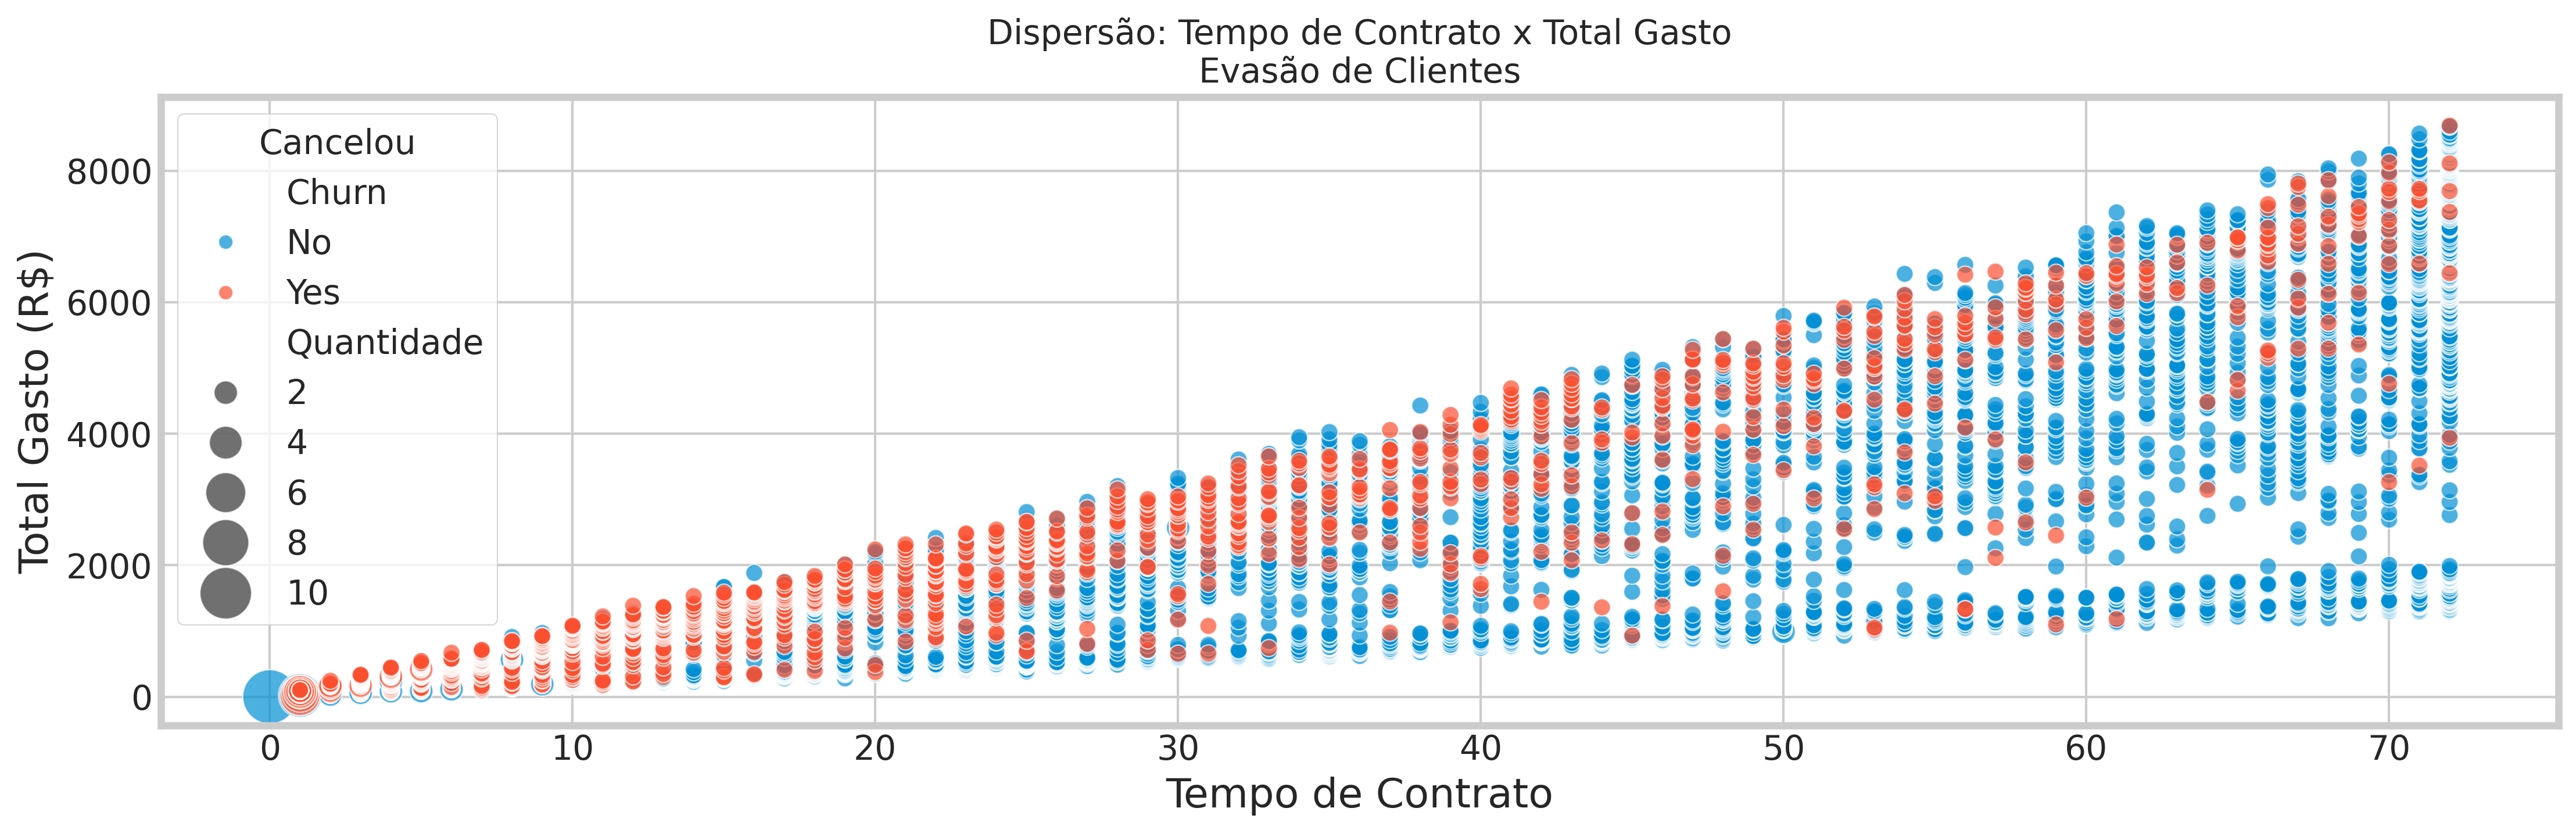 Dispersão: Tempo de Contrato x Total Gasto
Evasão de Clientes
Cancelou
Churn
No
Yes
Quantidade
2
4
6
8
10
Total Gasto (R$)
8000
6000
4000
2000
0
0 10 20 30 40 50 60 70
Tempo de Contrato